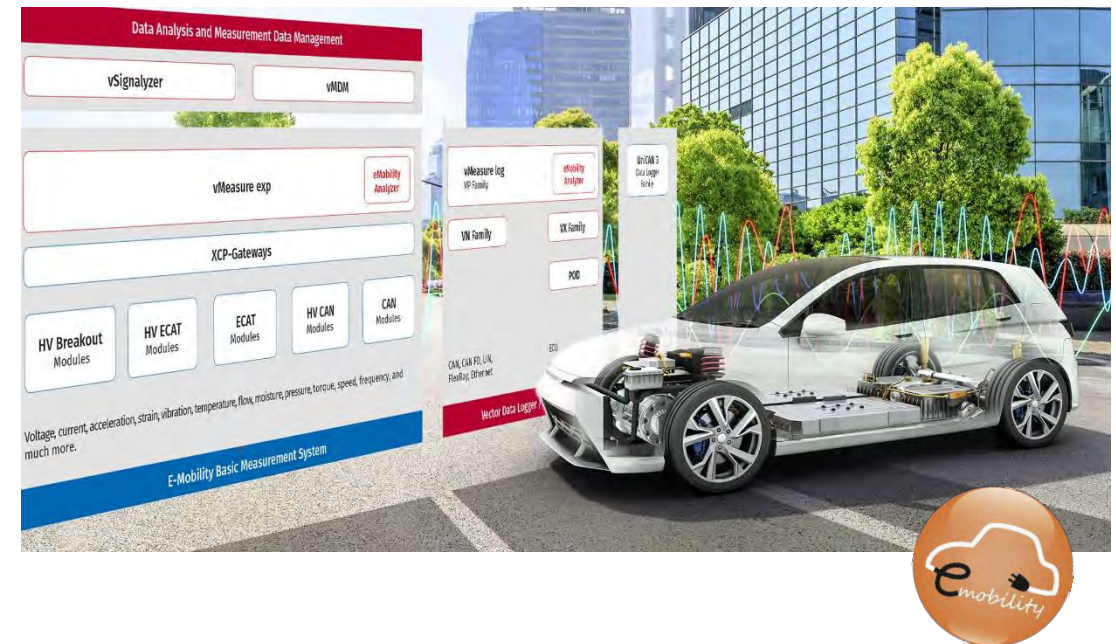 Data Analysis and Measurement Data Management
vSignalyzer
vMDM
vMeasure exp
eMobility
Analyzer
XCP-Gateways
HV Breakout
Modules
HV ECAT
Modules
ECAT
Modules
HV CAN
Modules
CAN
Modules
Voltage, current, acceleration, strain, vibration, temperature, flow, moisture, pressure, torque, speed, frequency, and
much more.
E-Mobility Basic Measurement System
vMeasure log
VP Family
eMobility
Analyzer
VN Family
VX Family
POD
CAN, CAN FD, LIN,
FlexRay, Ethernet
ECU
Vector Data Logger
UniCAN 3
Data Logger
Family
emobility